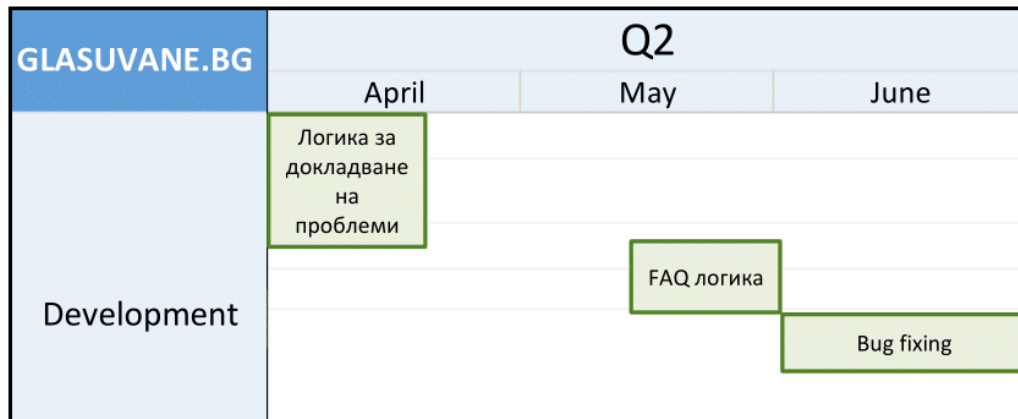 GLASUVANE.BG
Q2
April
May
June
Логика за
докладване
на
проблеми
FAQ логика
Development
Bug fixing